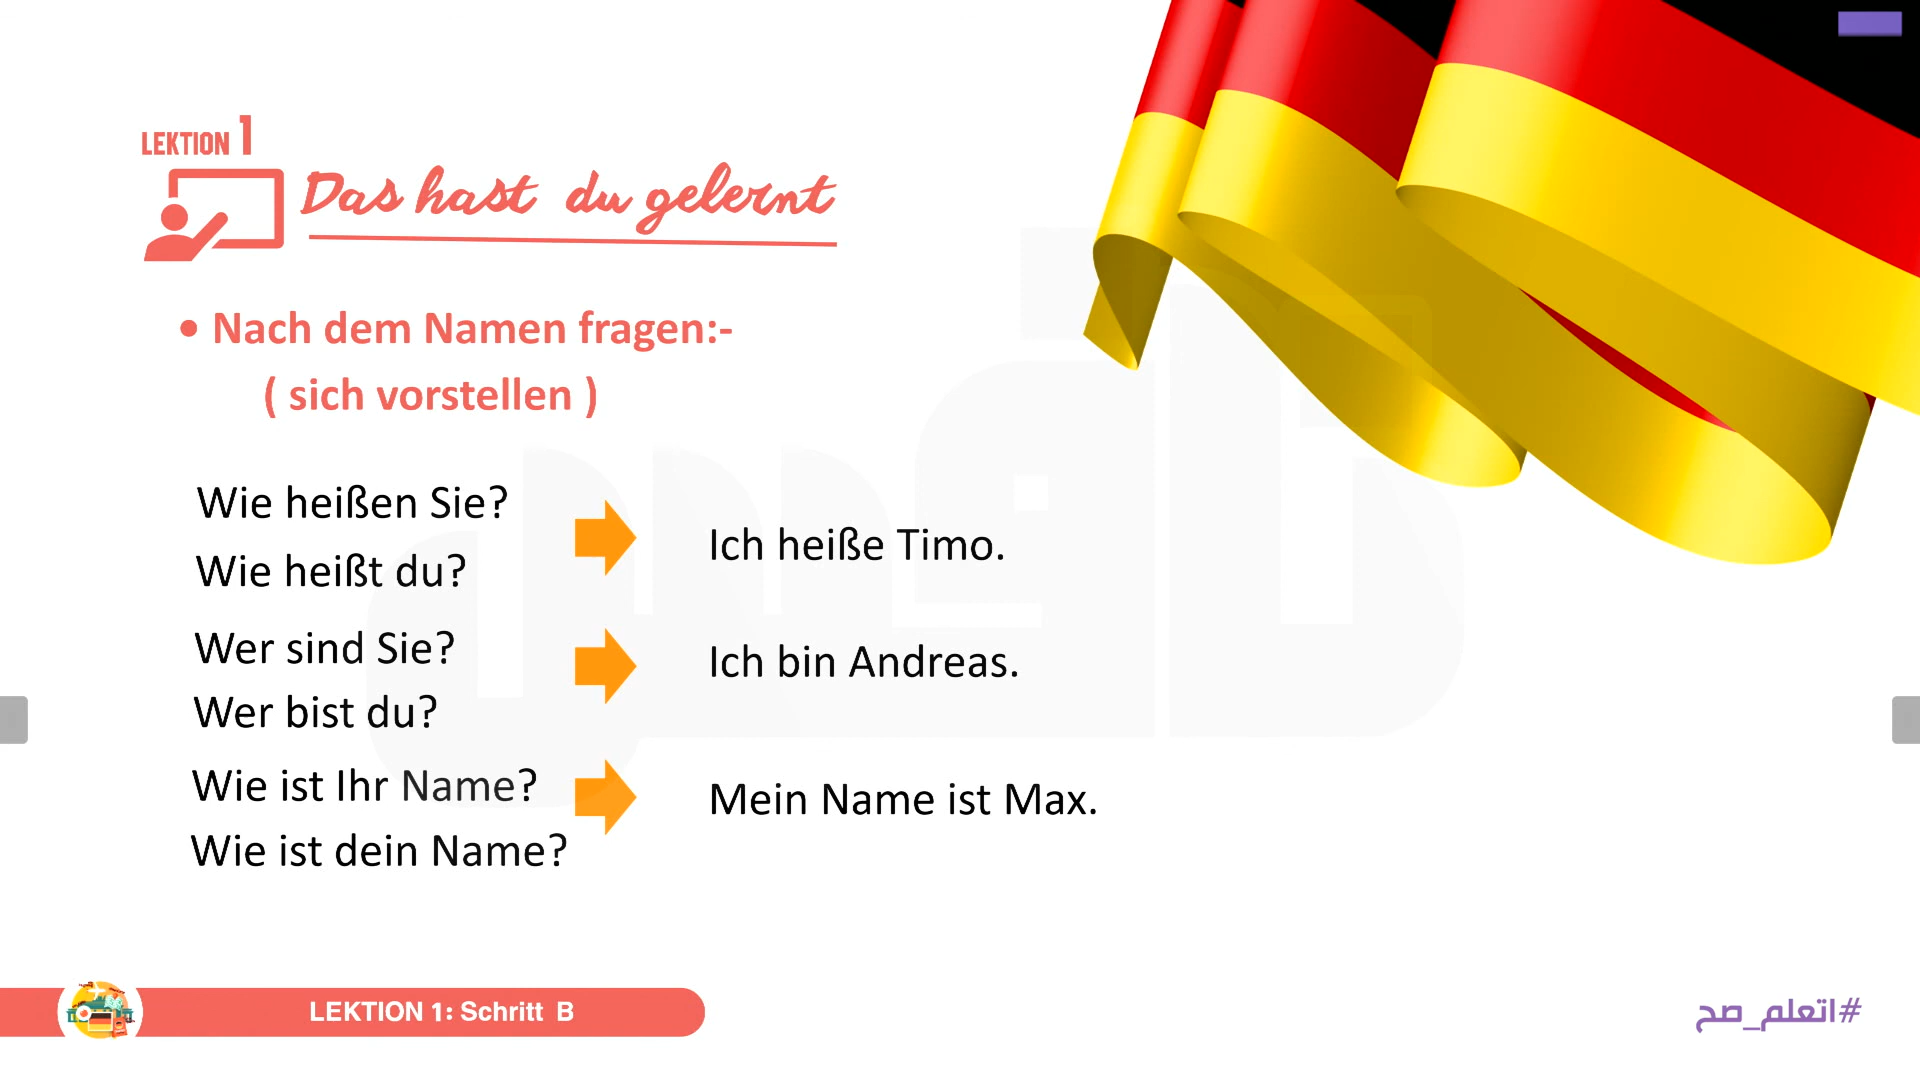 LEKTION 1
Das hast du gelernt
• Nach dem Namen fragen:-
( sich vorstellen )
Wie heißen Sie?
Wie heißt du?
Ich heiße Timo.
Wer sind Sie?
Wer bist du?
Ich bin Andreas.
Wie ist Ihr Name?
Wie ist dein Name?
Mein Name ist Max.
LEKTION 1: Schritt B
#اتعلم_صح